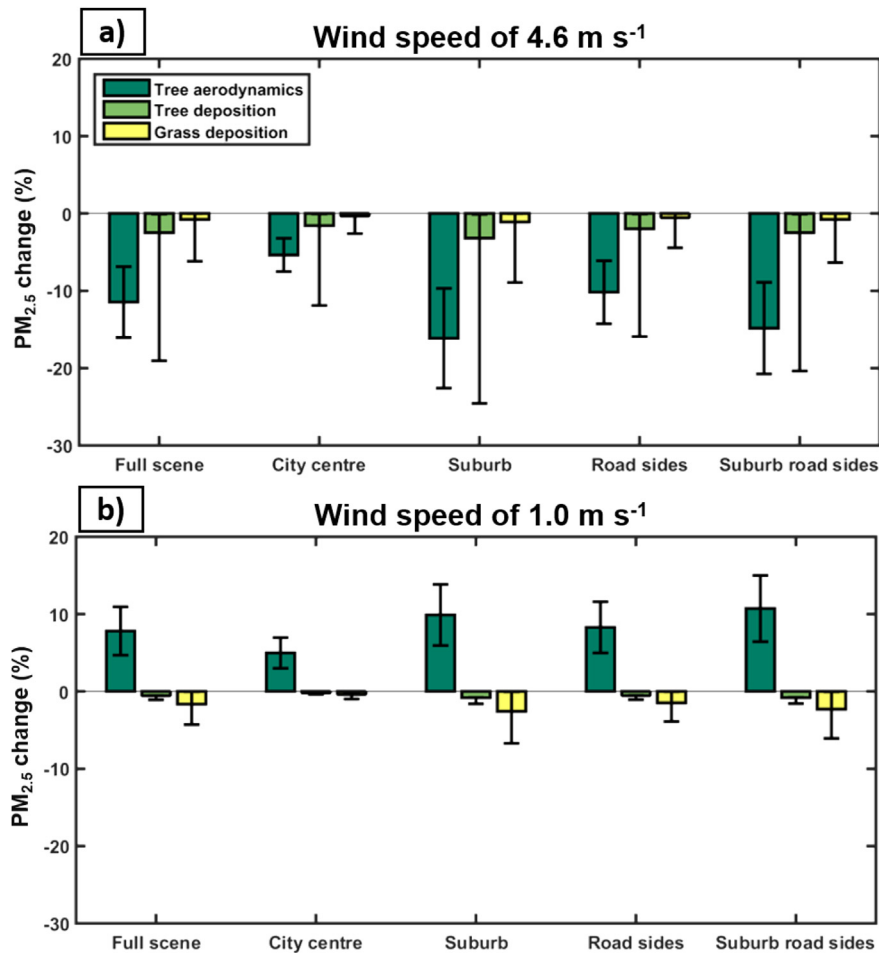 a)
Wind speed of 4.6 m s⁻¹
20
10
0
-10
-20
-30
PM₂.₅ change (%)
Tree aerodynamics
Tree deposition
Grass deposition
Full scene City centre Suburb Road sides Suburb road sides
b)
Wind speed of 1.0 m s⁻¹
20
10
0
-10
-20
-30
PM₂.₅ change (%)
Full scene City centre Suburb Road sides Suburb road sides